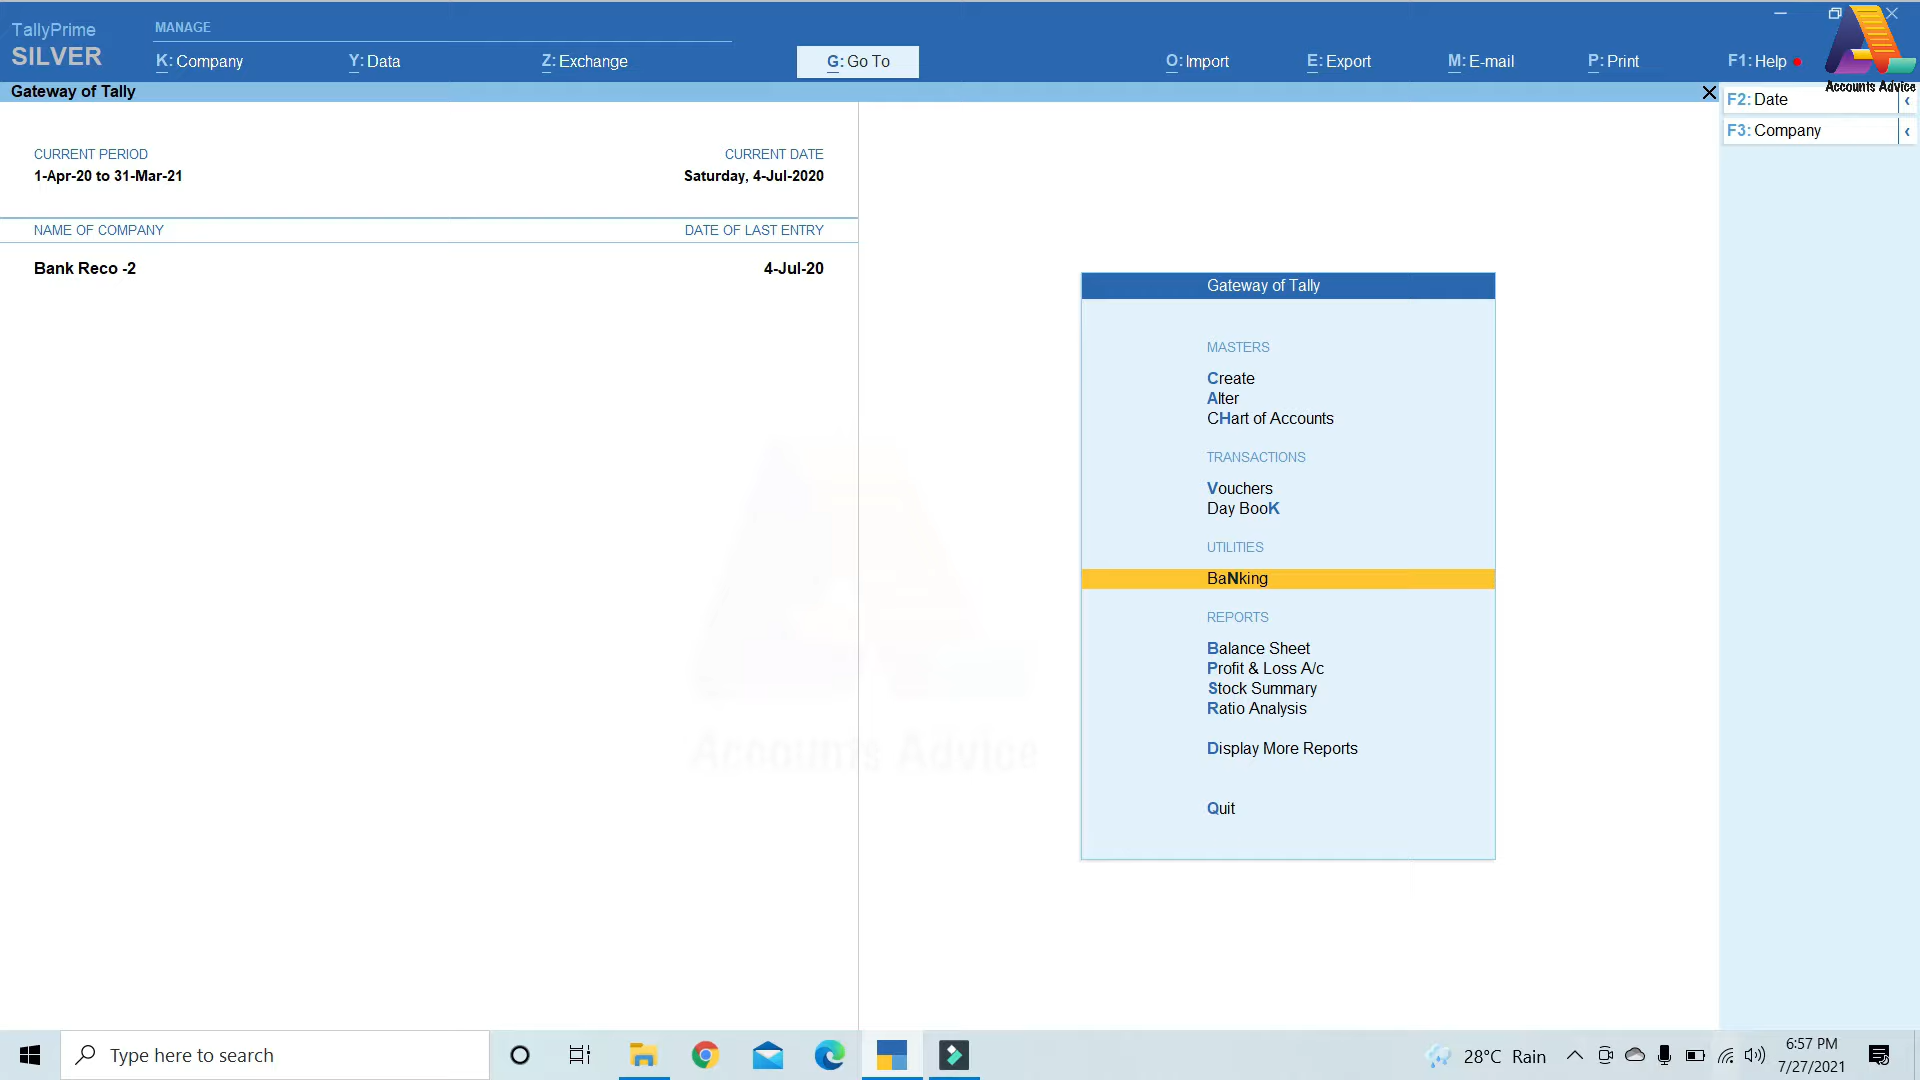 TallyPrime
SILVER
MANAGE
K: Company
Y: Data
Z: Exchange
G: Go To
O: Import
E: Export
M: E-mail
P: Print
F1: Help
Accounts Advice
Gateway of Tally
F2: Date
F3: Company
CURRENT PERIOD
CURRENT DATE
1-Apr-20 to 31-Mar-21
Saturday, 4-Jul-2020
NAME OF COMPANY
DATE OF LAST ENTRY
Bank Reco -2
4-Jul-20
Gateway of Tally
MASTERS
Create
Alter
CHart of Accounts
TRANSACTIONS
Vouchers
Day BooK
UTILITIES
BaNking
REPORTS
Balance Sheet
Profit & Loss A/c
Stock Summary
Ratio Analysis
Display More Reports
Quit
Accounts Advice
Type here to search
28°C Rain
6:57 PM
7/27/2021